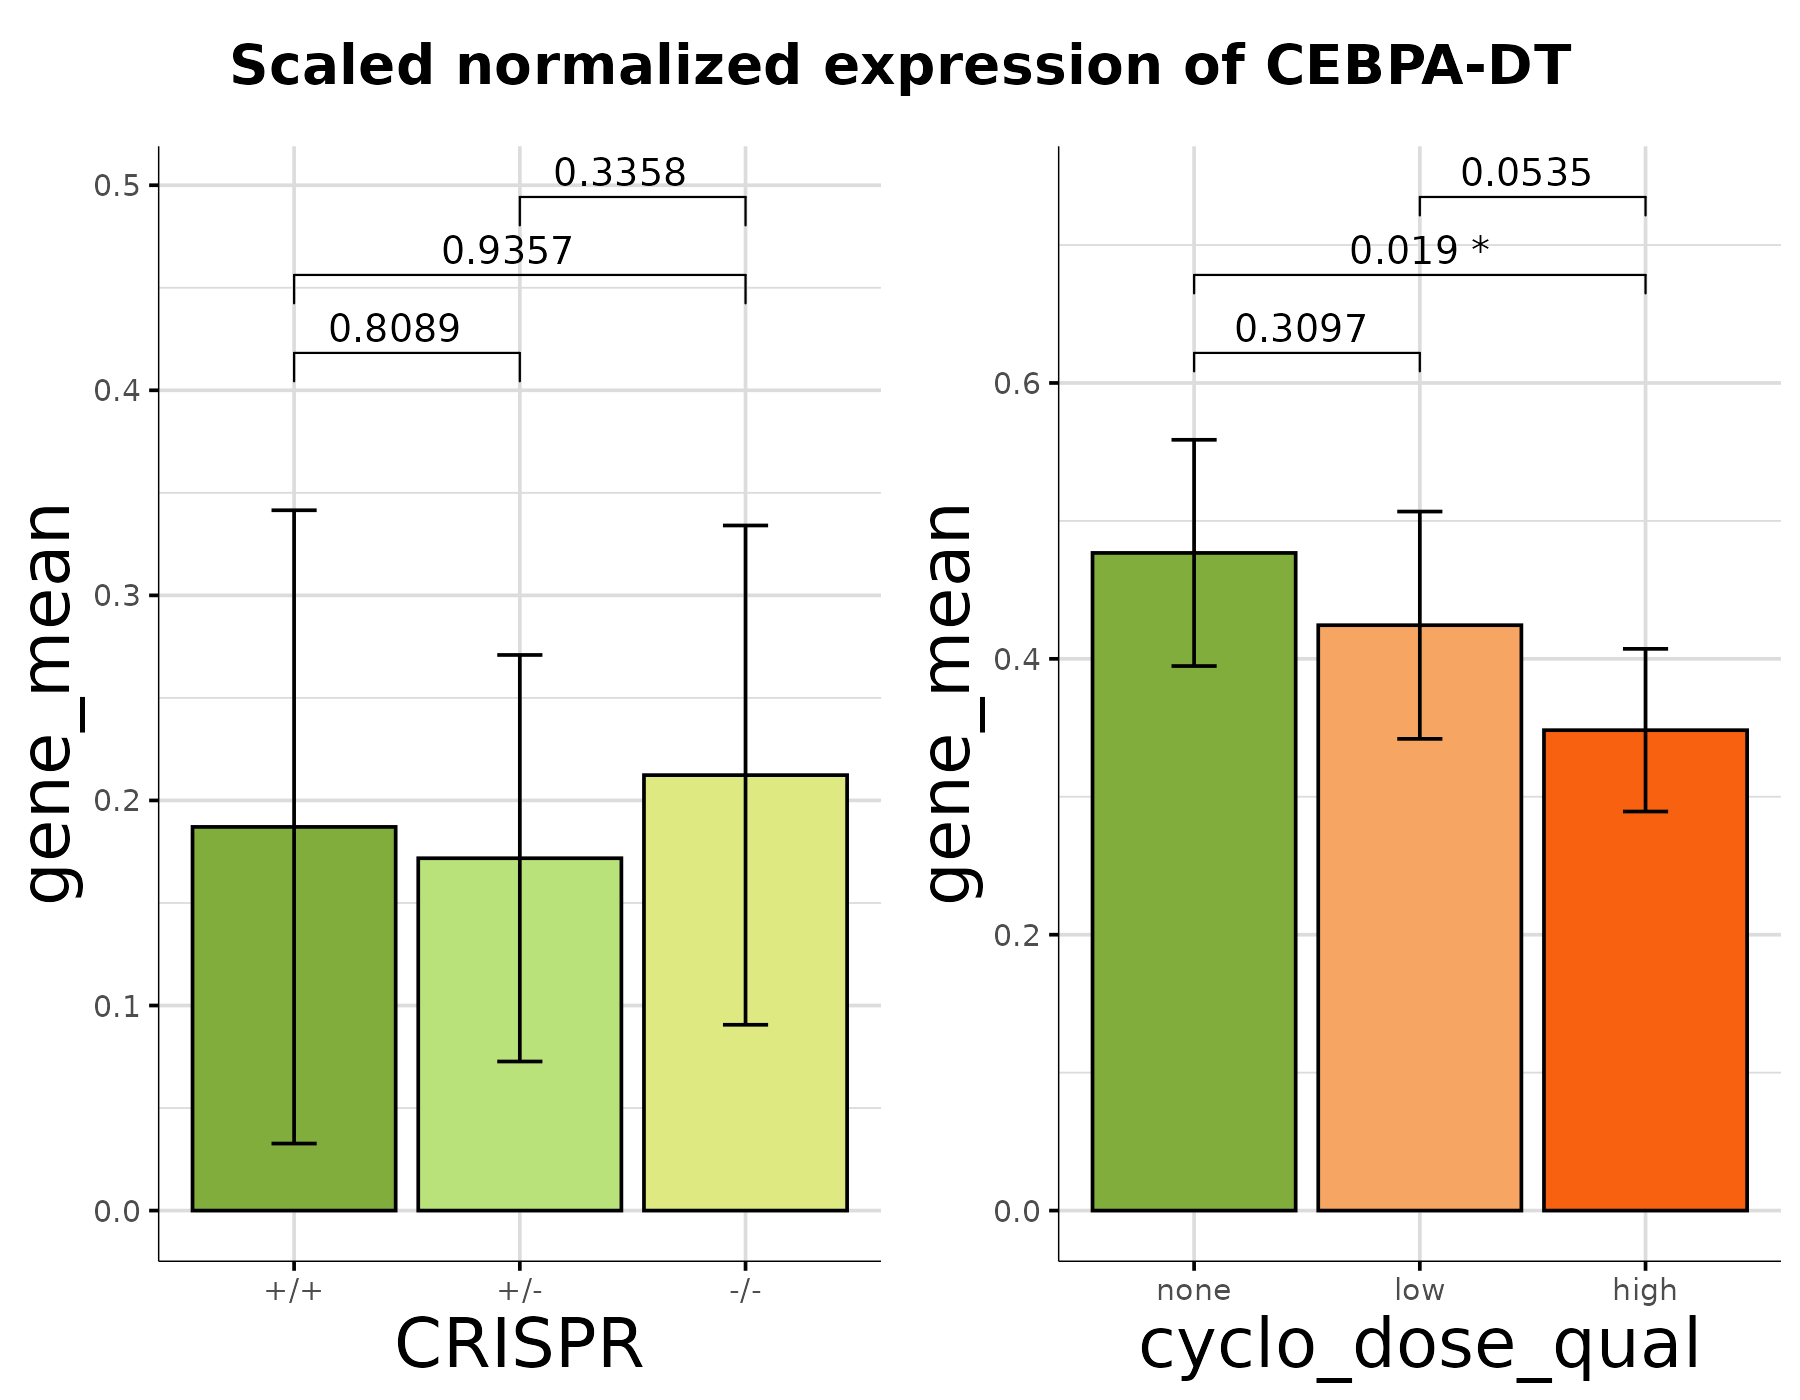 Scaled normalized expression of CEBPA-DT
gene_mean
0.5
0.4
0.3
0.2
0.1
0.0
0.3358
0.9357
0.8089
+/+
+/-
-/-
CRISPR
gene_mean
0.6
0.4
0.2
0.0
0.0535
0.019 *
0.3097
none
low
high
cyclo_dose_qual